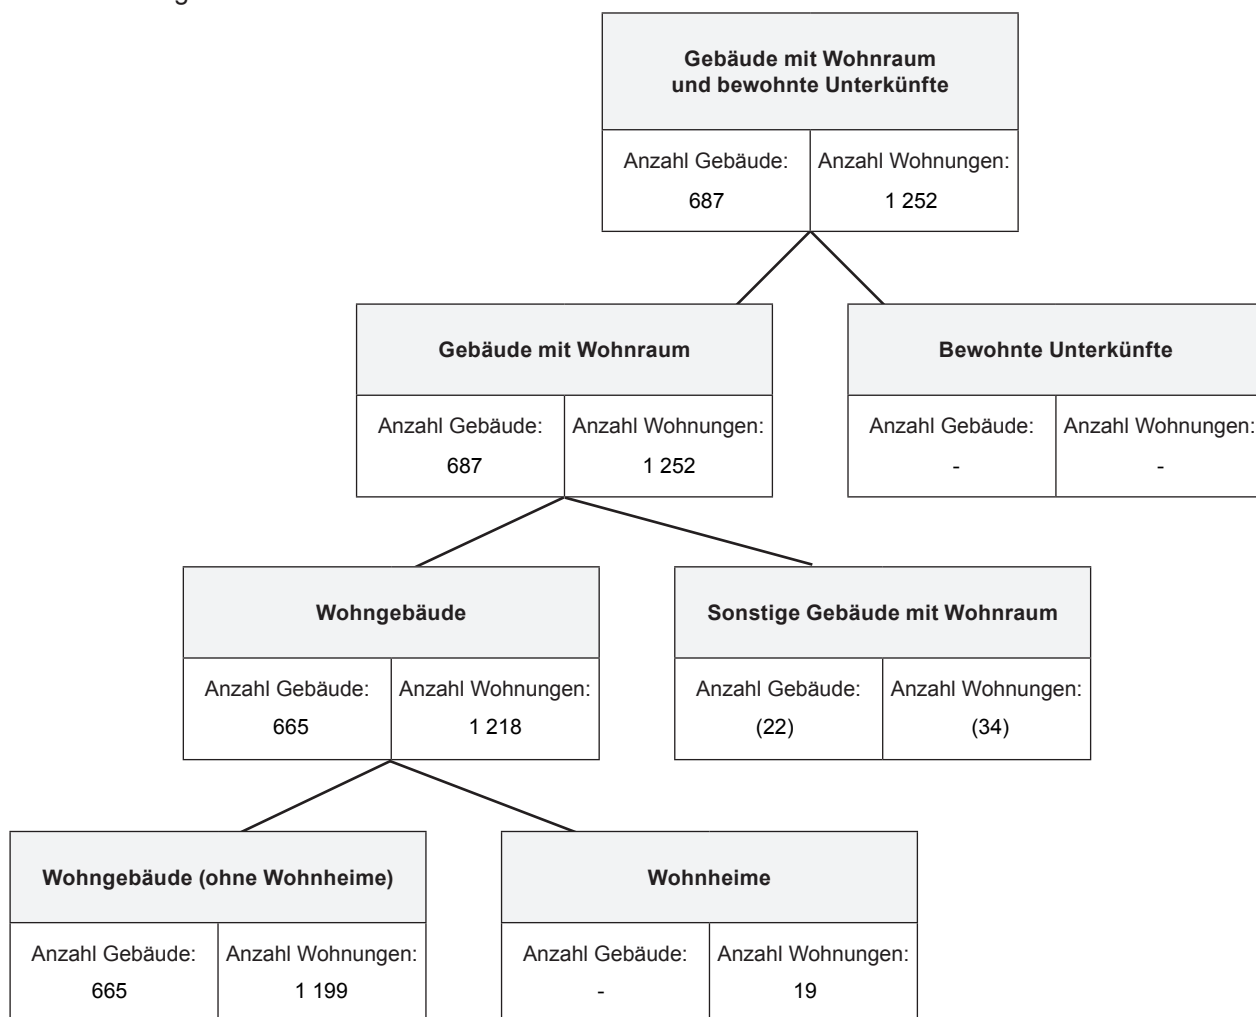 Gebäude mit Wohnraum
und bewohnte Unterkünfte
Anzahl Gebäude: Anzahl Wohnungen:
687 1 252
Gebäude mit Wohnraum Bewohnte Unterkünfte
Anzahl Gebäude: Anzahl Wohnungen: Anzahl Gebäude: Anzahl Wohnungen:
687 1 252 - -
Wohngebäude Sonstige Gebäude mit Wohnraum
Anzahl Gebäude: Anzahl Wohnungen: Anzahl Gebäude: Anzahl Wohnungen:
665 1 218 (22) (34)
Wohngebäude (ohne Wohnheime) Wohnheime
Anzahl Gebäude: Anzahl Wohnungen: Anzahl Gebäude: Anzahl Wohnungen:
665 1 199 - 19